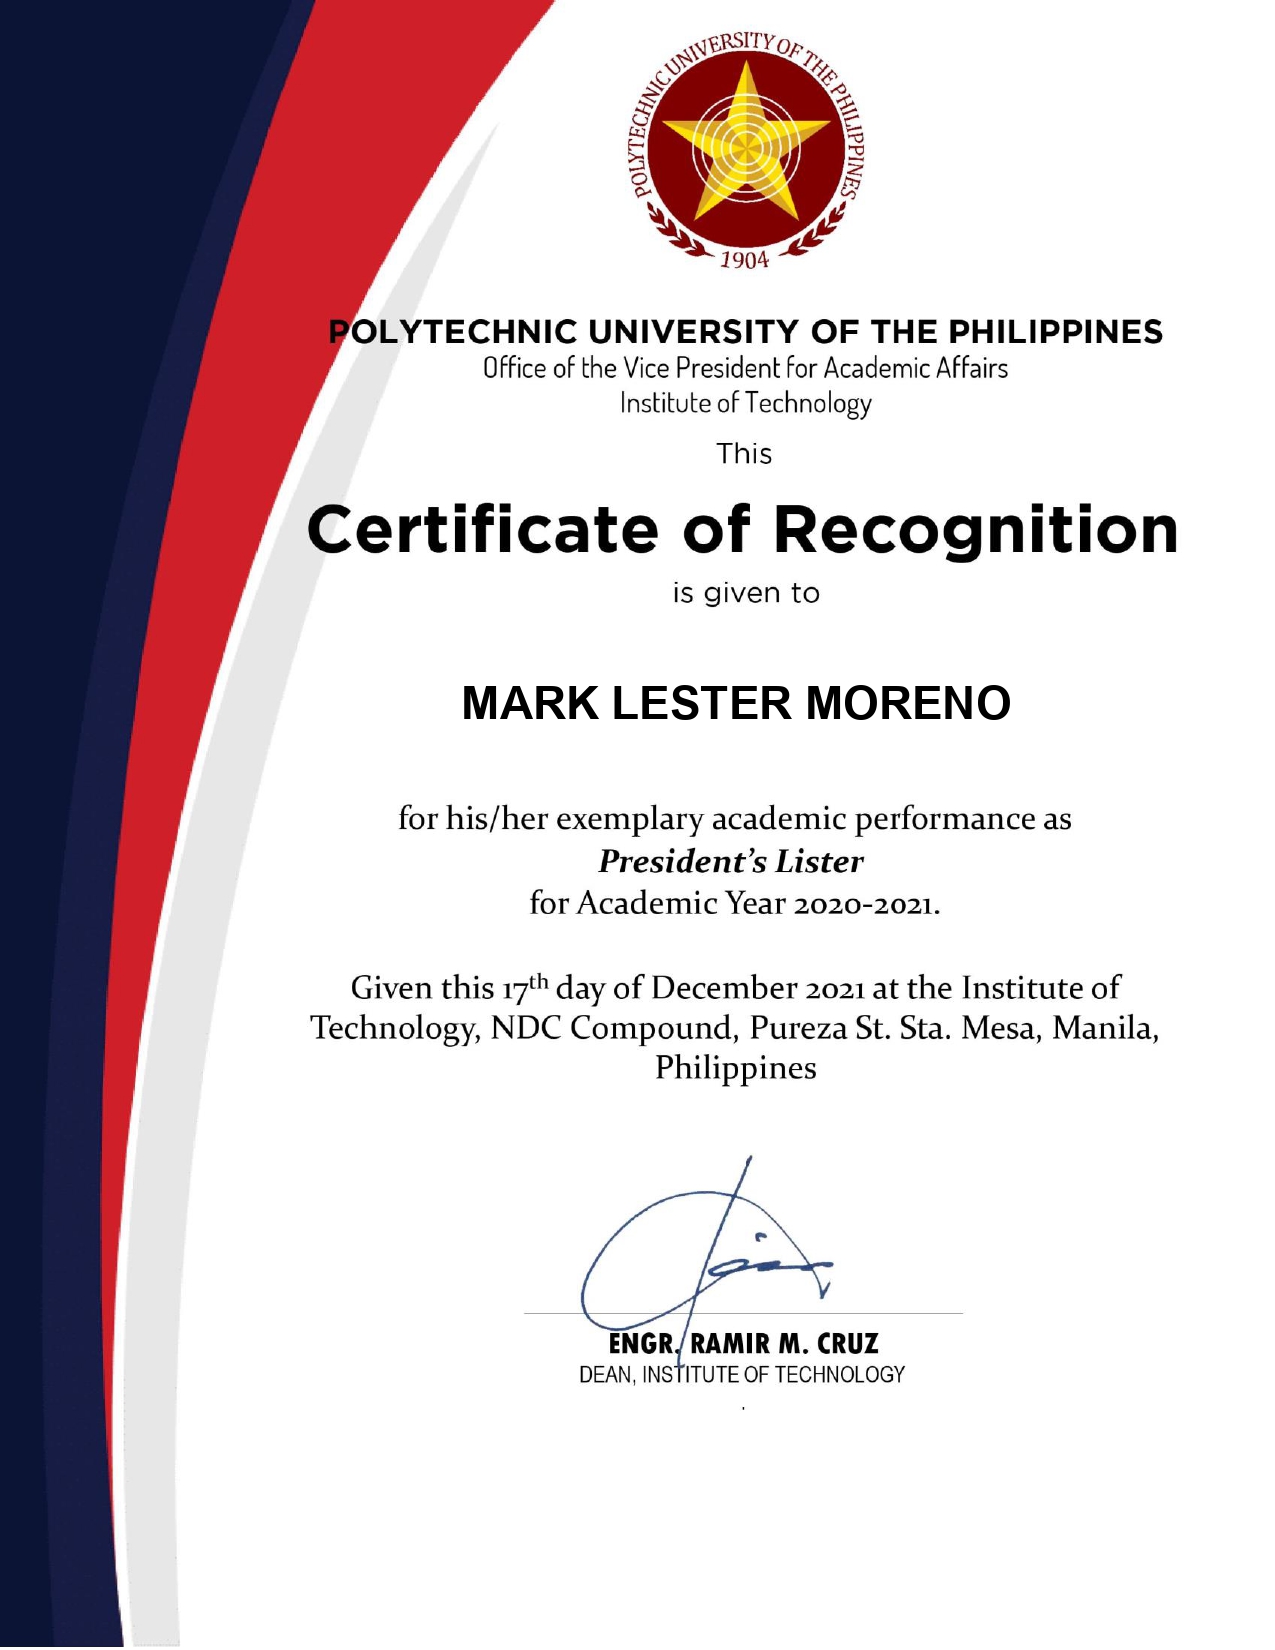 POLYTECHNIC UNIVERSITY OF THE PHILIPPINES
1904
POLYTECHNIC UNIVERSITY OF THE PHILIPPINES
Office of the Vice President for Academic Affairs
Institute of Technology
This
Certificate of Recognition
is given to
MARK LESTER MORENO
for his/her exemplary academic performance as
President’s Lister
for Academic Year 2020-2021.
Given this 17th day of December 2021 at the Institute of
Technology, NDC Compound, Pureza St. Sta. Mesa, Manila,
Philippines
ENGR. RAMIR M. CRUZ
DEAN, INSTITUTE OF TECHNOLOGY
.